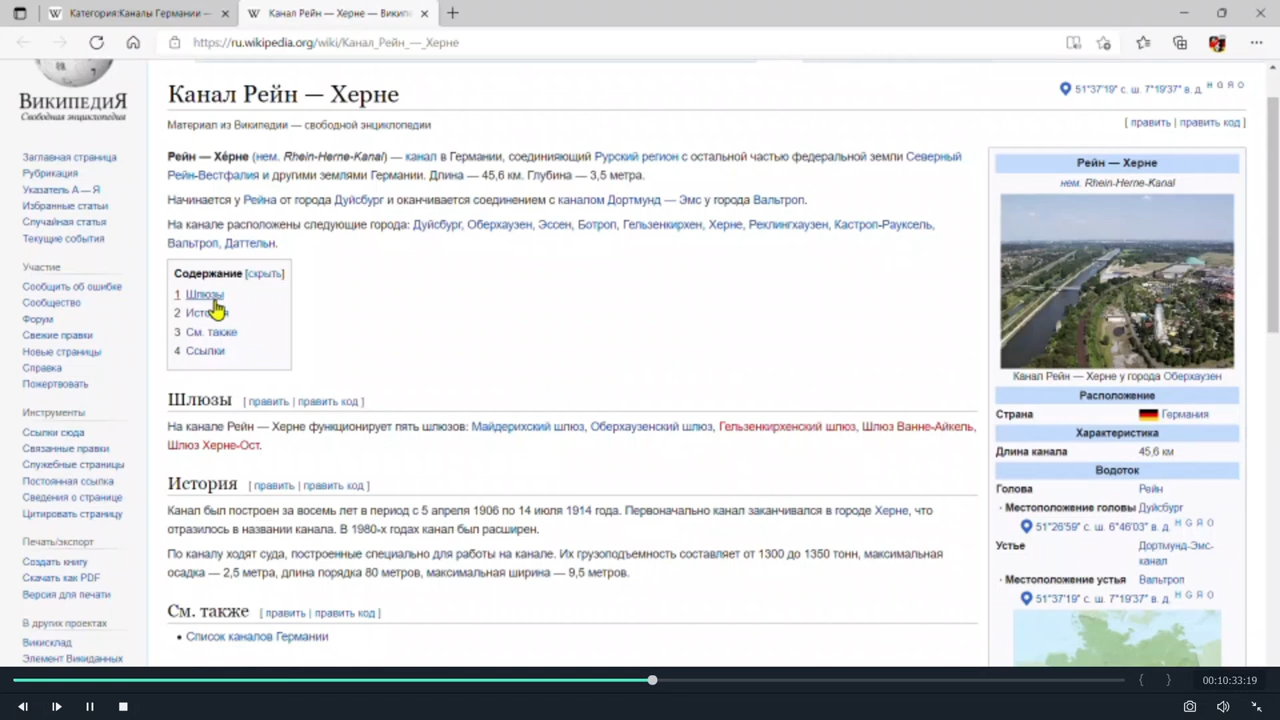 Категория:Каналы Германии —
Канал Рейн — Херне — Викип
https://ru.wikipedia.org/wiki/Канал_Рейн_—_Херне
ВИКИПЕДИЯ
Свободная энциклопедия
Заглавная страница
Рубрикация
Указатель А — Я
Избранные статьи
Случайная статья
Текущие события
Участие
Сообщить об ошибке
Сообщество
Форум
Свежие правки
Новые страницы
Справка
Пожертвовать
Инструменты
Ссылки сюда
Связанные правки
Служебные страницы
Постоянная ссылка
Сведения о странице
Цитировать страницу
Печать/экспорт
Создать книгу
Скачать как PDF
Версия для печати
В других проектах
Викисклад
Элемент Викиданных
Канал Рейн — Херне
51°37'19" с. ш. 7°19'37" в. д. H G Я O
Материал из Википедии — свободной энциклопедии
[ править | править код ]
Рейн — Хе́рне (нем. Rhein-Herne-Kanal) — канал в Германии, соединяющий Рурский регион с остальной частью федеральной земли Северный
Рейн-Вестфалия и другими землями Германии. Длина — 45,6 км. Глубина — 3,5 метра.
Начинается у Рейна от города Дуйсбург и оканчивается соединением с каналом Дортмунд — Эмс у города Вальтроп.
На канале расположены следующие города: Дуйсбург, Оберхаузен, Эссен, Ботроп, Гельзенкирхен, Херне, Реклингхаузен, Кастроп-Рауксель,
Вальтроп, Даттельн.
Содержание [скрыть]
1 Шлюзы
2 История
3 См. также
4 Ссылки
Шлюзы [ править | править код ]
На канале Рейн — Херне функционирует пять шлюзов: Майдерихский шлюз, Оберхаузенский шлюз, Гельзенкирхенский шлюз, Шлюз Ванне-Айкель,
Шлюз Херне-Ост.
История [ править | править код ]
Канал был построен за восемь лет в период с 5 апреля 1906 по 14 июля 1914 года. Первоначально канал заканчивался в городе Херне, что
отразилось в названии канала. В 1980-х годах канал был расширен.
По каналу ходят суда, построенные специально для работы на канале. Их грузоподъемность составляет от 1300 до 1350 тонн, максимальная
осадка — 2,5 метра, длина порядка 80 метров, максимальная ширина — 9,5 метров.
См. также [ править | править код ]
• Список каналов Германии
Рейн — Херне
нем. Rhein-Herne-Kanal
Канал Рейн — Херне у города Оберхаузен
Расположение
Страна Германия
Характеристика
Длина канала 45,6 км
Водоток
Голова Рейн
· Местоположение головы Дуйсбург
51°26'59" с. ш. 6°46'03" в. д. H G Я O
Устье Дортмунд-Эмс-
канал
· Местоположение устья Вальтроп
51°37'19" с. ш. 7°19'37" в. д. H G Я O
00:10:33:19